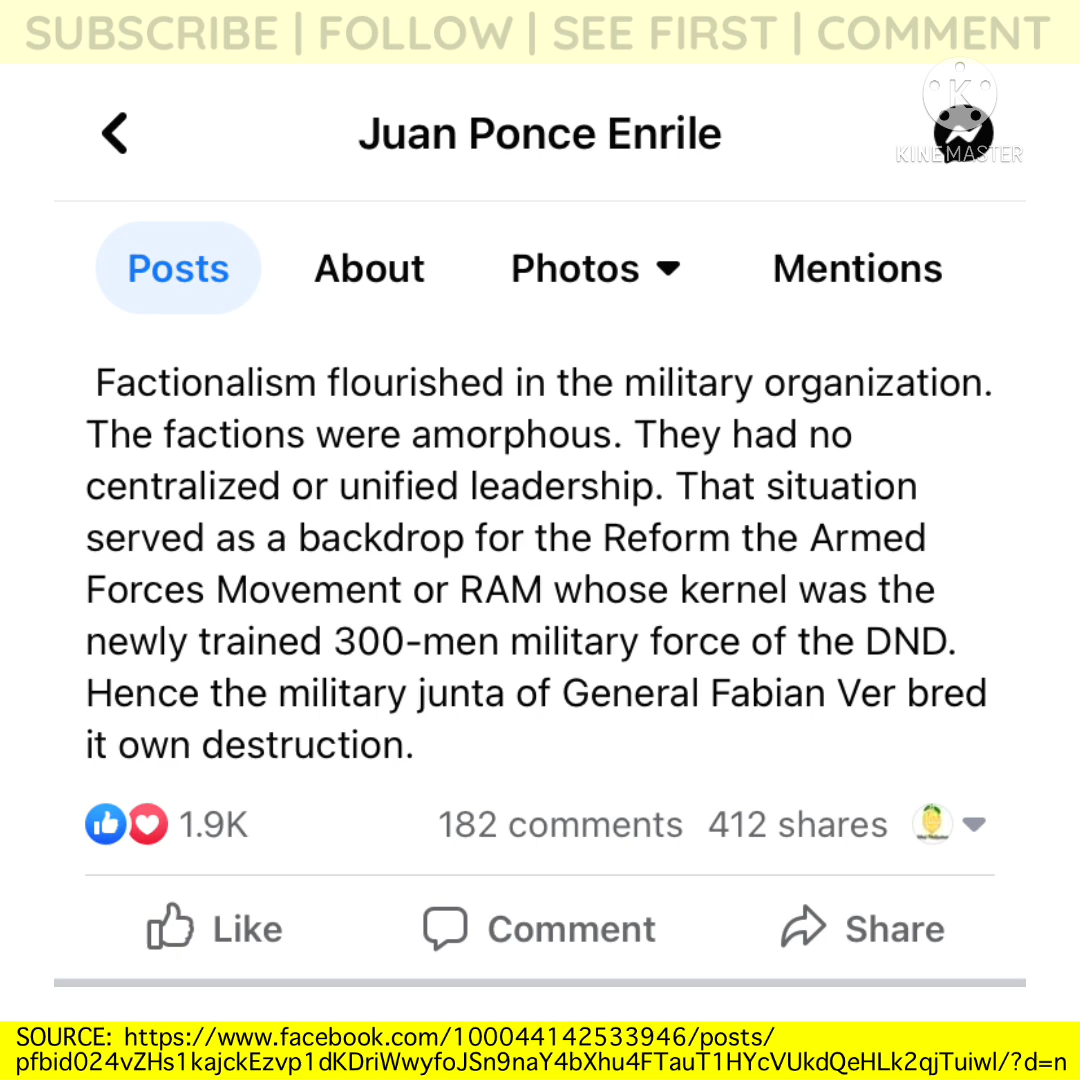 SUBSCRIBE | FOLLOW | SEE FIRST | COMMENT
Juan Ponce Enrile
KINEMASTER
Posts About Photos Mentions
Factionalism flourished in the military organization.
The factions were amorphous. They had no
centralized or unified leadership. That situation
served as a backdrop for the Reform the Armed
Forces Movement or RAM whose kernel was the
newly trained 300-men military force of the DND.
Hence the military junta of General Fabian Ver bred
it own destruction.
1.9K 182 comments 412 shares
Like Comment Share
SOURCE: https://www.facebook.com/100044142533946/posts/
pfbid024vZHs1kajckEzvp1dKDriWwyfoJSn9naY4bXhu4FTauT1HYcVUkdQeHLk2qjTuiwl/?d=n